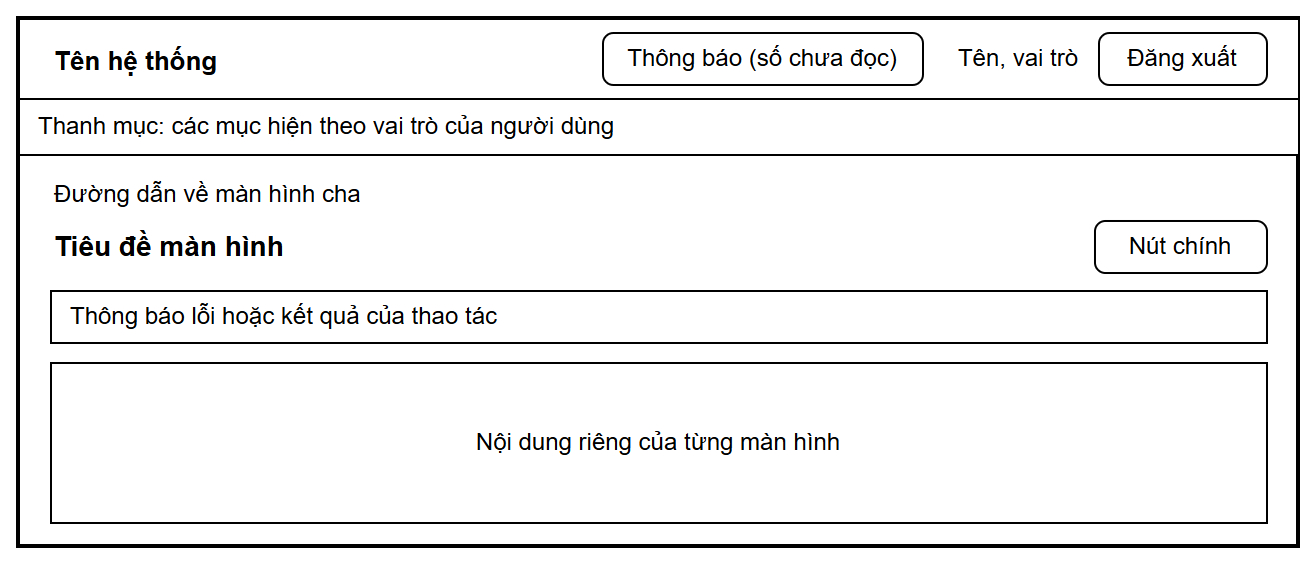 Tên hệ thống
Thông báo (số chưa đọc)
Tên, vai trò
Đăng xuất
Thanh mục: các mục hiện theo vai trò của người dùng
Đường dẫn về màn hình cha
Tiêu đề màn hình
Nút chính
Thông báo lỗi hoặc kết quả của thao tác
Nội dung riêng của từng màn hình